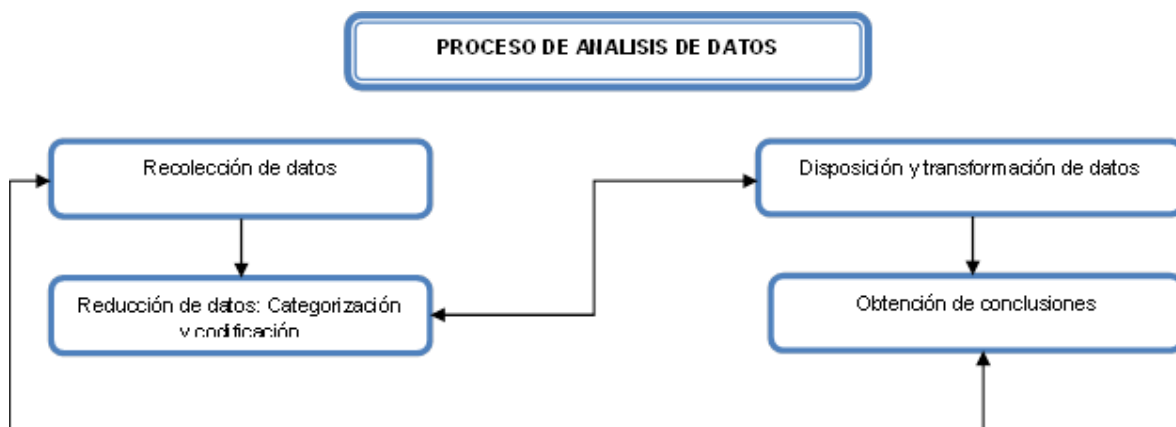 PROCESO DE ANALISIS DE DATOS
Recolección de datos
Disposición y transformación de datos
Reducción de datos: Categorización
y codificación
Obtención de conclusiones